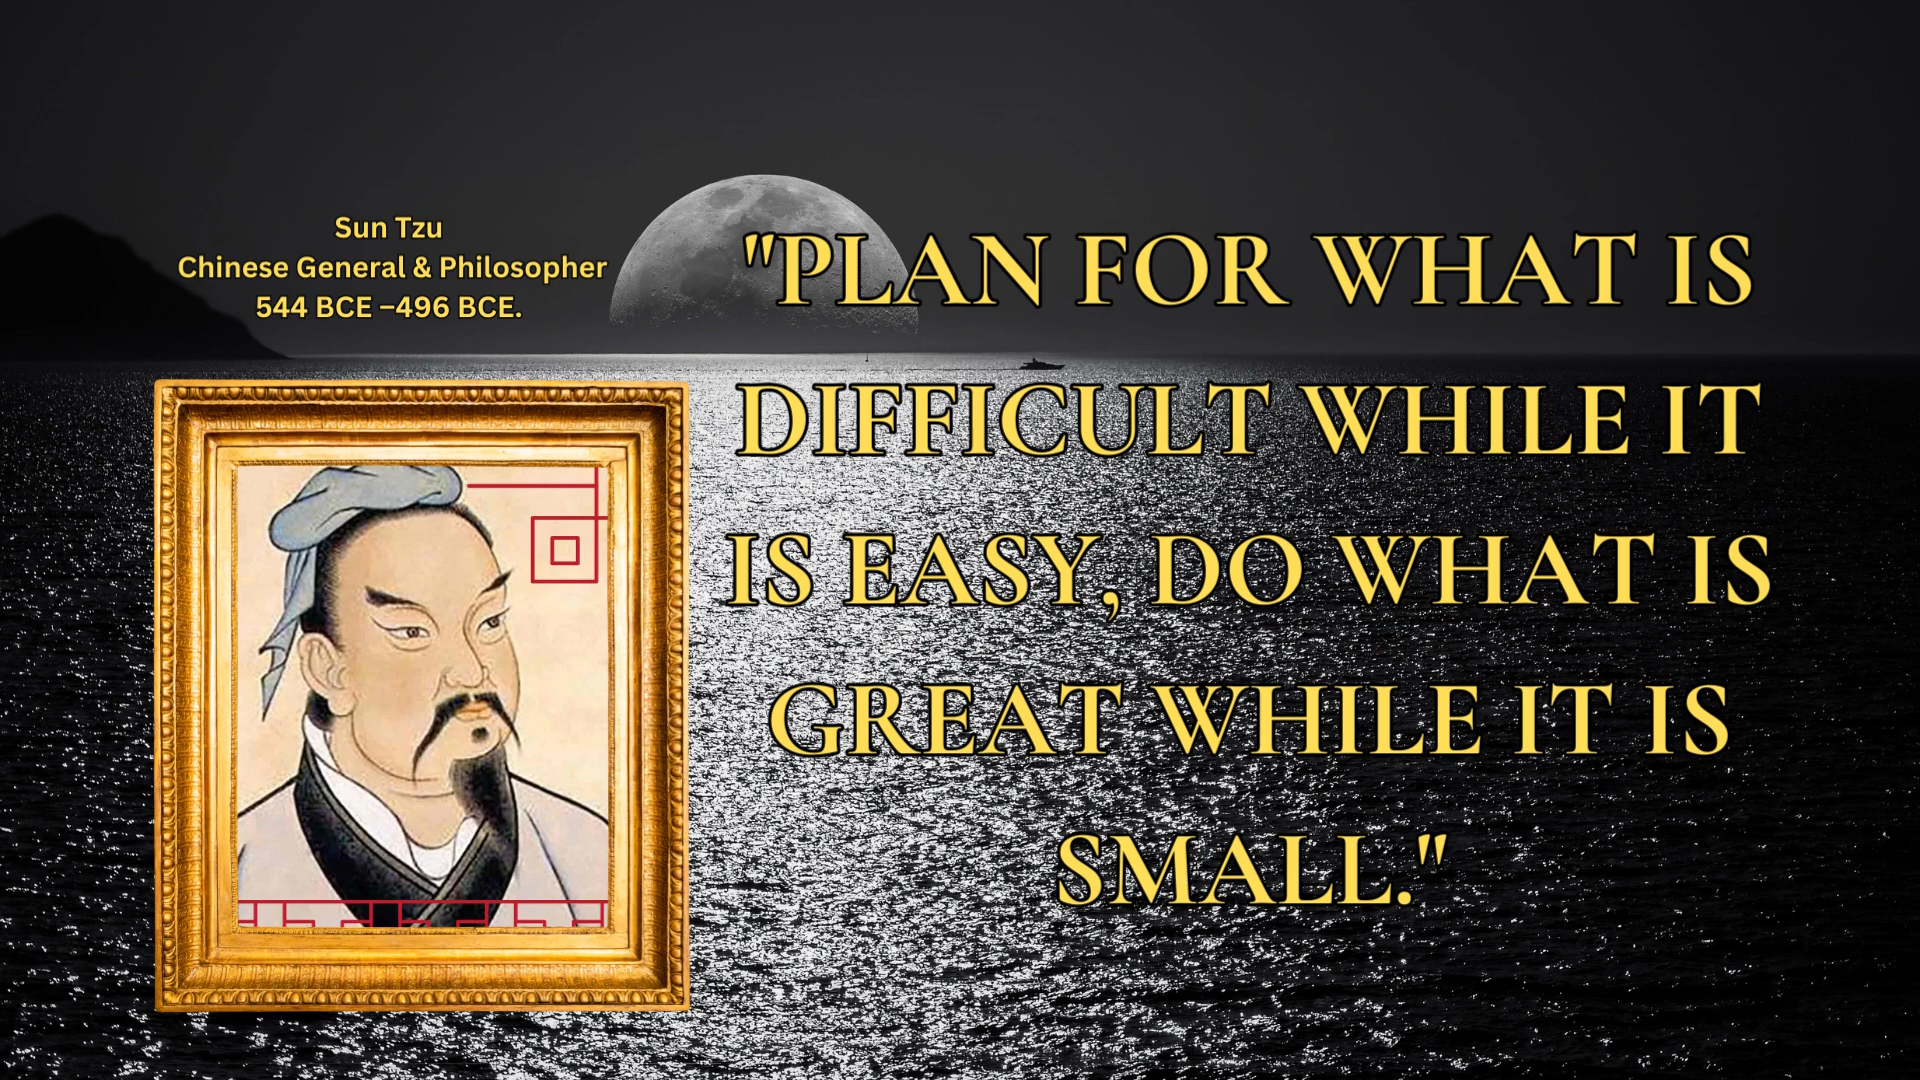 Sun Tzu
Chinese General & Philosopher
544 BCE –496 BCE.
"PLAN FOR WHAT IS
DIFFICULT WHILE IT
IS EASY, DO WHAT IS
GREAT WHILE IT IS
SMALL."